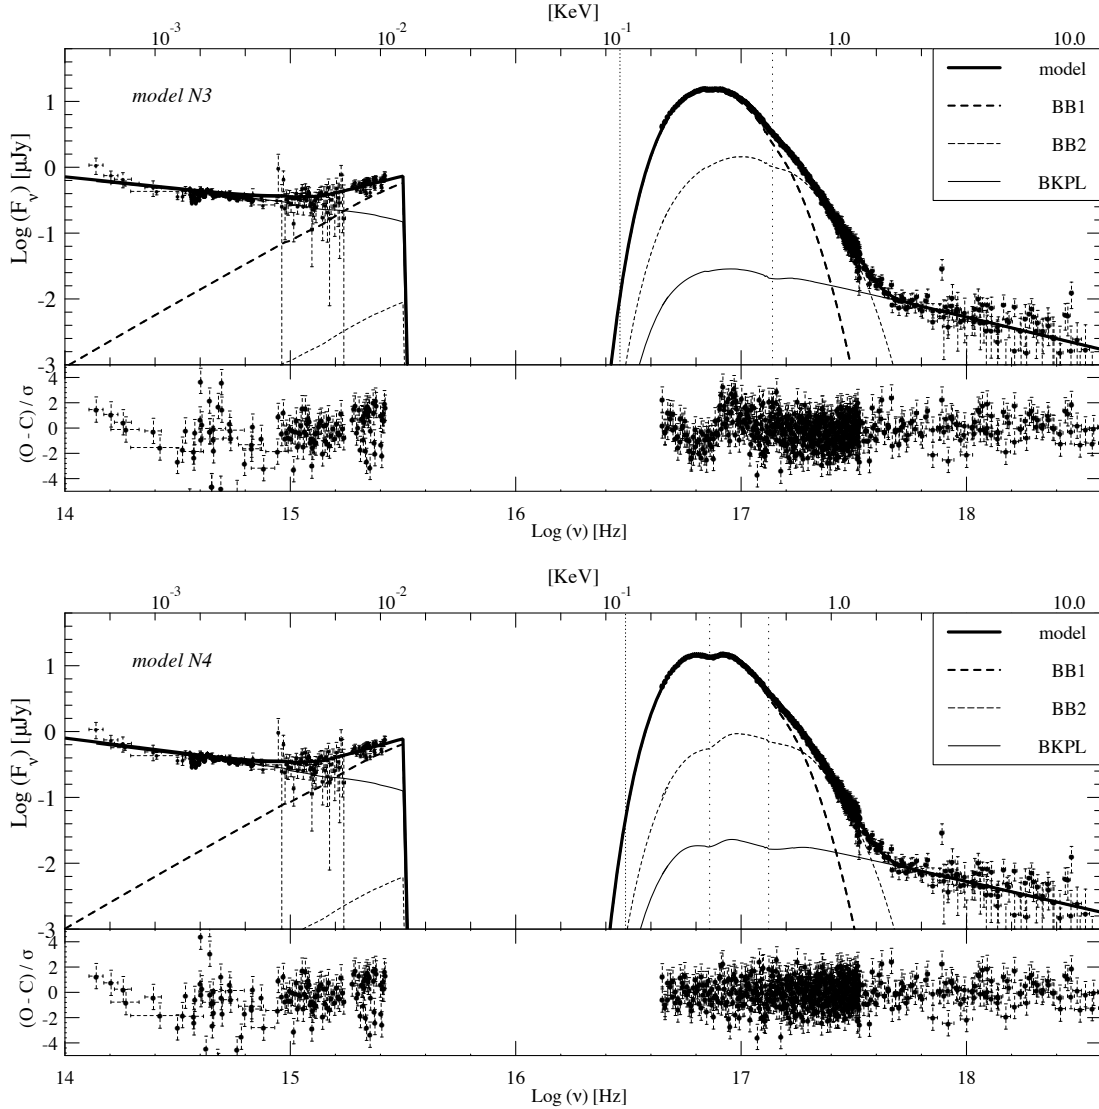 [KeV]
10⁻³ 10⁻² 10⁻¹ 1.0 10.0
model N3
model
BB1
BB2
BKPL
Log (Fν) [μJy]
1
0
-1
-2
-3
(O - C) / σ
4
2
0
-2
-4
14 15 16 17 18
Log (ν) [Hz]
[KeV]
10⁻³ 10⁻² 10⁻¹ 1.0 10.0
model N4
model
BB1
BB2
BKPL
Log (Fν) [μJy]
1
0
-1
-2
-3
(O - C) / σ
4
2
0
-2
-4
14 15 16 17 18
Log (ν) [Hz]